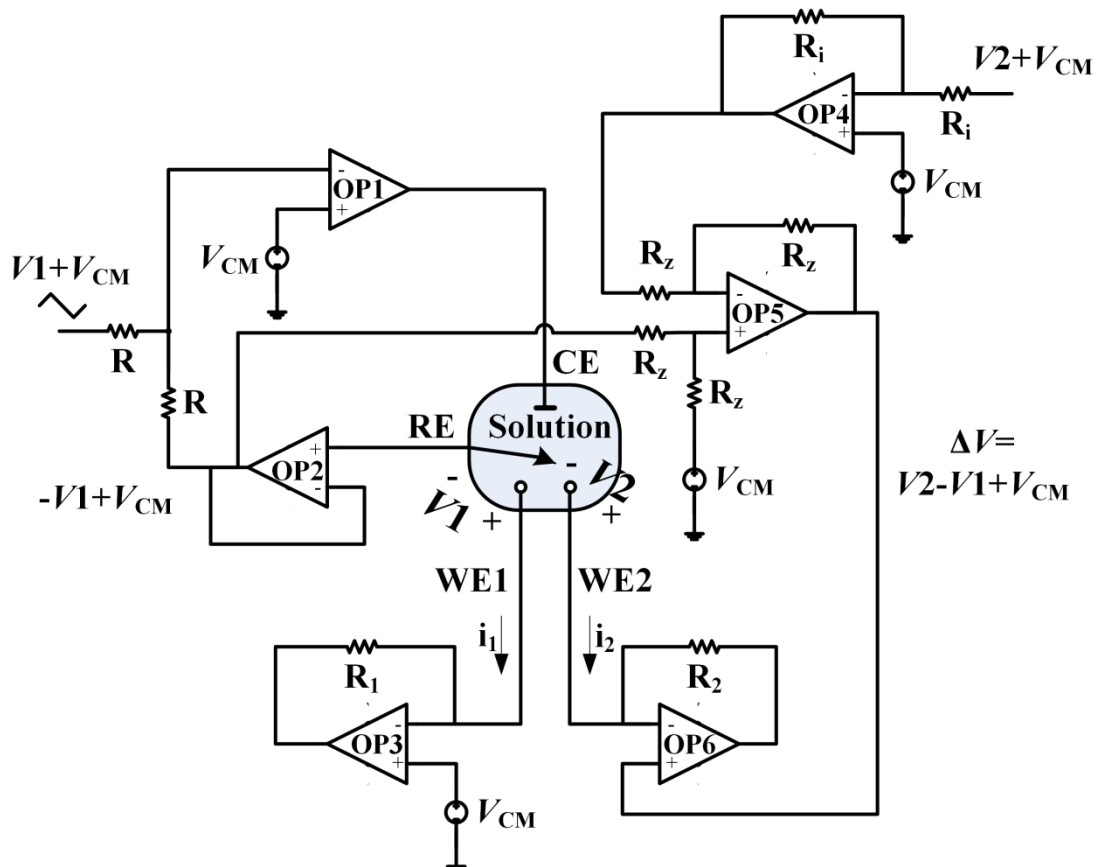 Ri
V2+VCM
-
OP4
+
Ri
VCM
-
OP1
+
VCM
V1+VCM
R
R
Rz
Rz
-
OP5
+
Rz
Rz
VCM
CE
RE
Solution
+
OP2
-
-V1+VCM
-
V1
+
-
V2
+
ΔV=
V2-V1+VCM
WE1
WE2
i1
i2
R1
R2
-
OP3
+
-
OP6
+
VCM